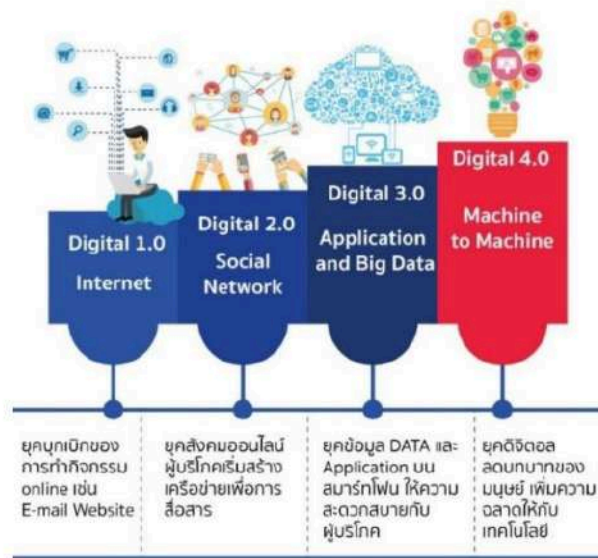 Digital 1.0
Internet
Digital 2.0
Social
Network
Digital 3.0
Application
and Big Data
Digital 4.0
Machine
to Machine
ยุคบุกเบิกของ
การทำกิจกรรม
online เช่น
E-mail Website
ยุคสังคมออนไลน์
ผู้บริโภคเริ่มสร้าง
เครือข่ายเพื่อการ
สื่อสาร
ยุคข้อมูล DATA และ
Application บน
สมาร์ทโฟน ให้ความ
สะดวกสบายกับ
ผู้บริโภค
ยุคดิจิตอล
ลดบทบาทของ
มนุษย์ เพิ่มความ
ฉลาดให้กับ
เทคโนโลยี